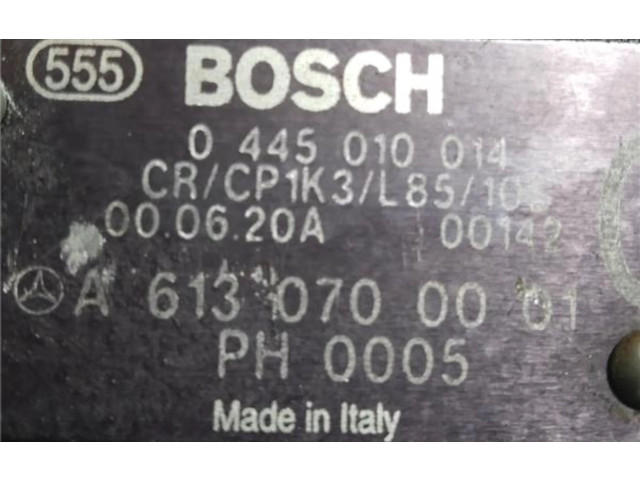 555 BOSCH
0 445 010 014
CR/CP1K3/L85/10
00.06.20A 00142
A 613 070 00 01
PH 0005
Made in Italy